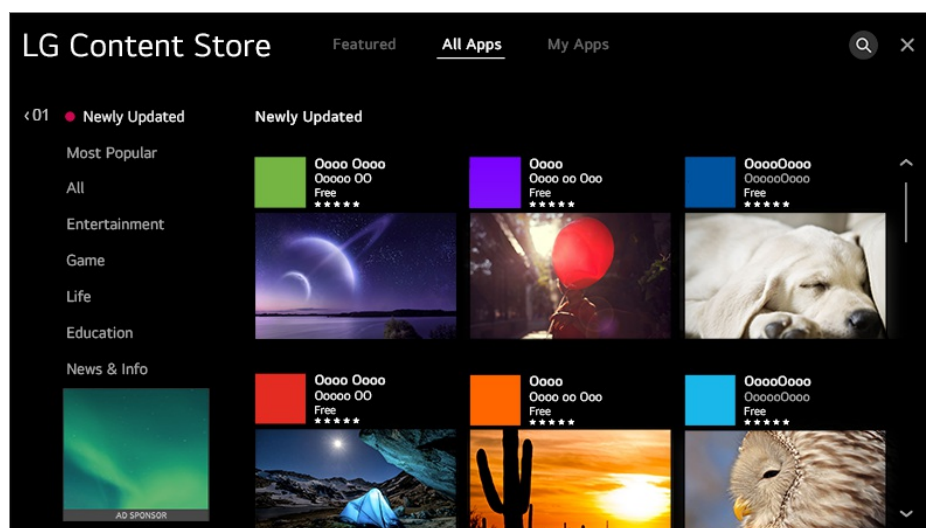 LG Content Store
Featured
All Apps
My Apps
‹01
Newly Updated
Most Popular
All
Entertainment
Game
Life
Education
News & Info
AD SPONSOR
Newly Updated
Oooo Oooo
Ooooo OO
Free
★★★★★
Oooo
Oooo oo Ooo
Free
★★★★★
OoooOooo
OooooOooo
Free
★★★★★
Oooo Oooo
Ooooo OO
Free
★★★★★
Oooo
Oooo oo Ooo
Free
★★★★★
OoooOooo
OooooOooo
Free
★★★★★